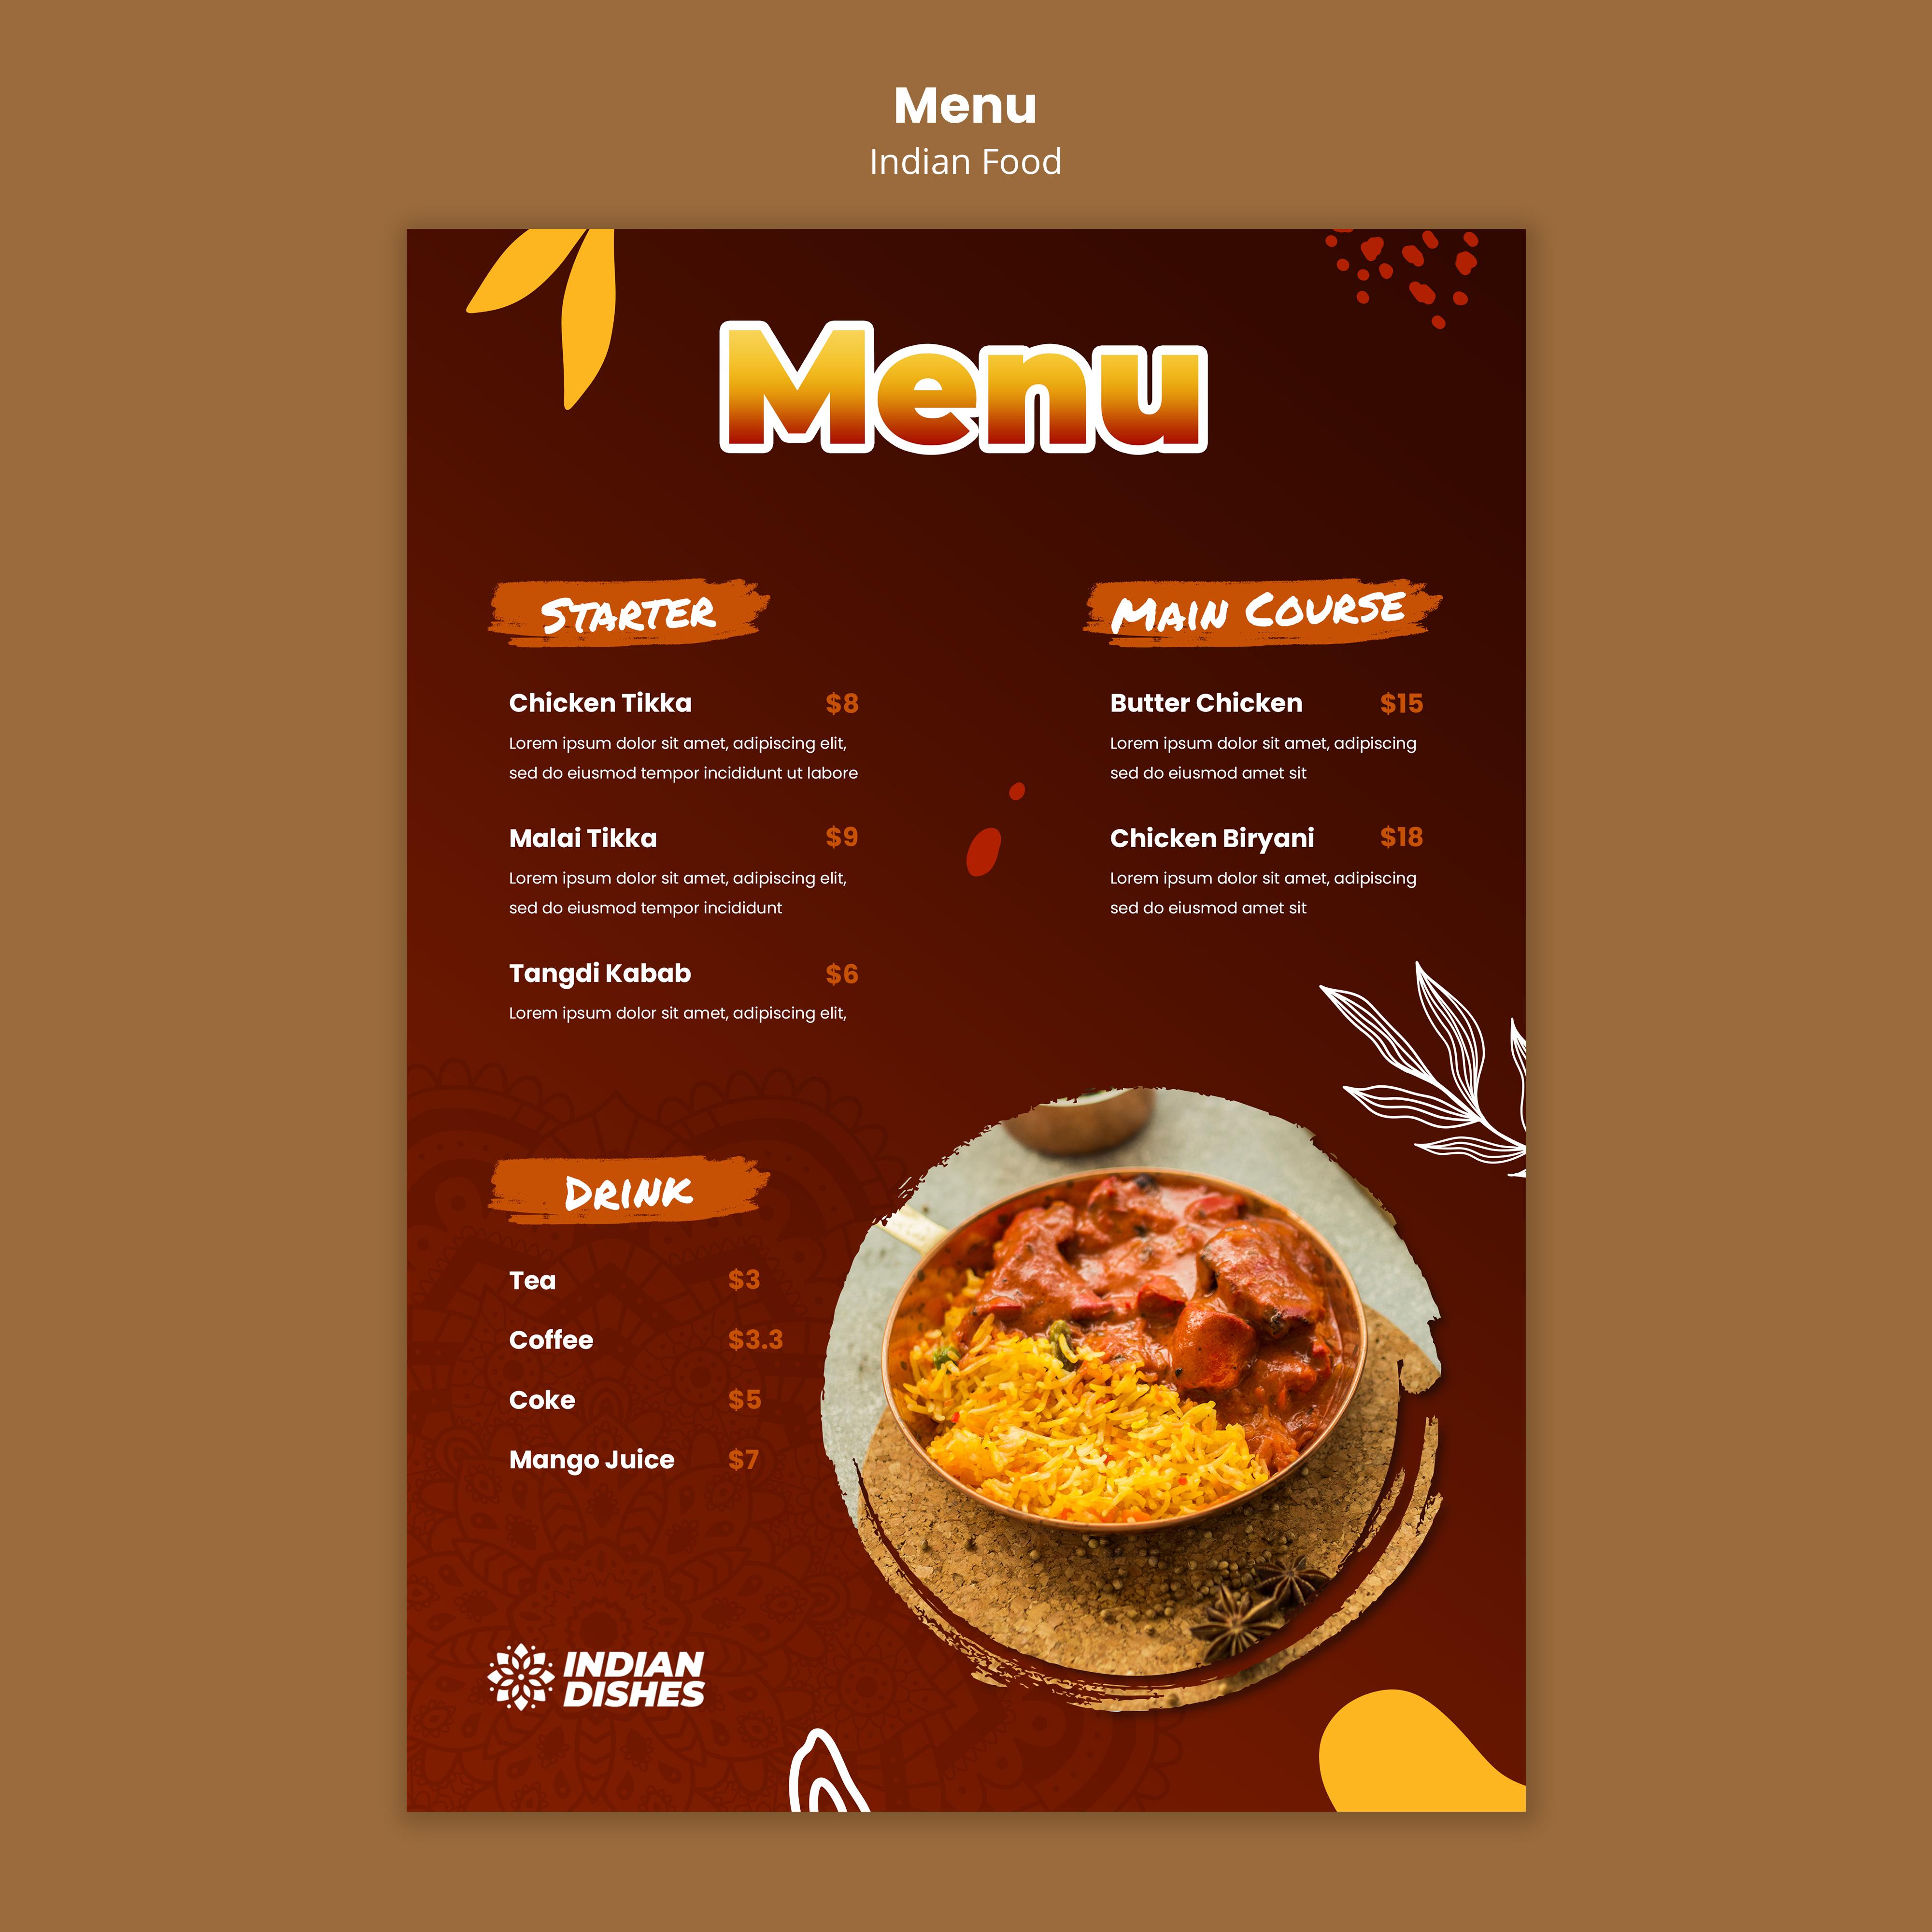 Menu
Indian Food
Menu
STARTER
Chicken Tikka $8
Lorem ipsum dolor sit amet, adipiscing elit,
sed do eiusmod tempor incididunt ut labore
Malai Tikka $9
Lorem ipsum dolor sit amet, adipiscing elit,
sed do eiusmod tempor incididunt
Tangdi Kabab $6
Lorem ipsum dolor sit amet, adipiscing elit,
MAIN COURSE
Butter Chicken $15
Lorem ipsum dolor sit amet, adipiscing
sed do eiusmod amet sit
Chicken Biryani $18
Lorem ipsum dolor sit amet, adipiscing
sed do eiusmod amet sit
DRINK
Tea $3
Coffee $3.3
Coke $5
Mango Juice $7
INDIAN
DISHES